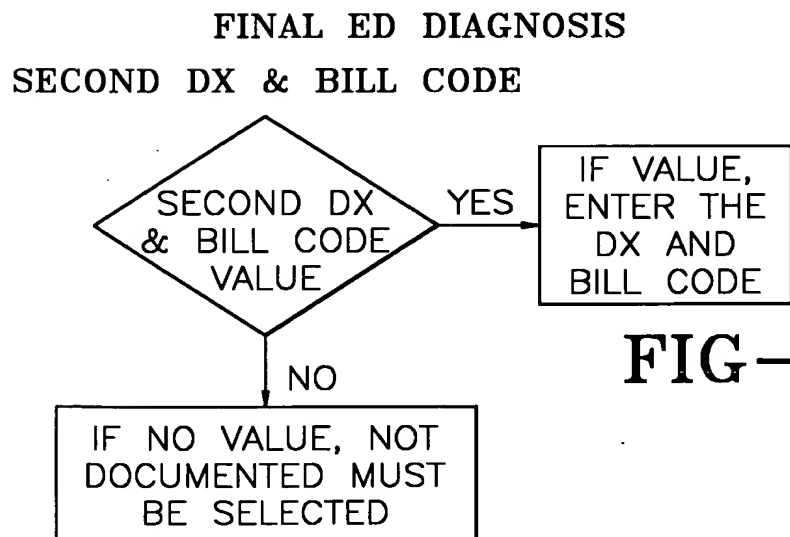 FINAL ED DIAGNOSIS
SECOND DX & BILL CODE
SECOND DX
& BILL CODE
VALUE
YES
IF VALUE,
ENTER THE
DX AND
BILL CODE
FIG-
NO
IF NO VALUE, NOT
DOCUMENTED MUST
BE SELECTED